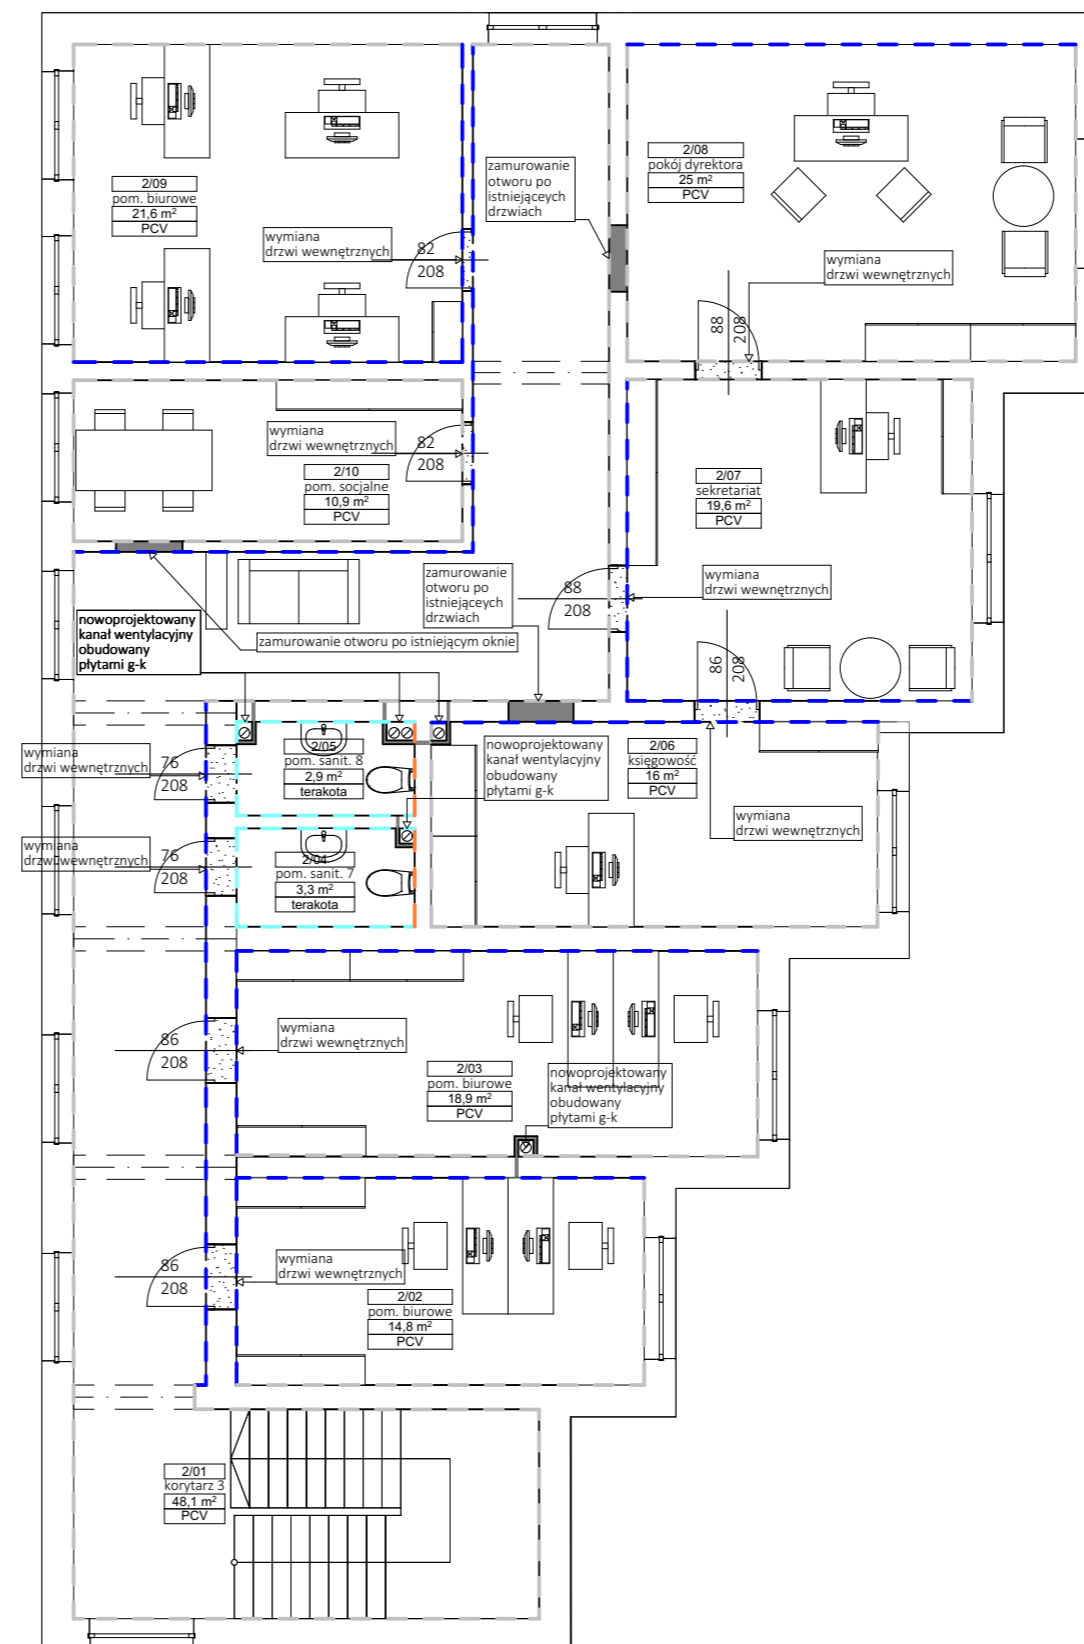 2/09
pom. biurowe
21,6 m²
PCV
wymiana
drzwi wewnętrznych
82
208
zamurowanie
otworu po
istniejącеych
drzwiach
2/08
pokój dyrektora
25 m²
PCV
wymiana
drzwi wewnętrznych
88
208
wymiana
drzwi wewnętrznych
82
208
2/10
pom. socjalne
10,9 m²
PCV
2/07
sekretariat
19,6 m²
PCV
zamurowanie
otworu po
istniejącеych
drzwiach
88
208
wymiana
drzwi wewnętrznych
nowoprojektowany
kanał wentylacyjny
obudowany
płytami g-k
zamurowanie otworu po istniejącym oknie
86
208
wymiana
drzwi wewnętrznych
76
208
2/05
pom. sanit. 8
2,9 m²
terakota
nowoprojektowany
kanał wentylacyjny
obudowany
płytami g-k
2/06
księgowość
16 m²
PCV
wymiana
drzwi wewnętrznych
wymiana
drzwi wewnętrznych
76
208
2/04
pom. sanit. 7
3,3 m²
terakota
86
208
wymiana
drzwi wewnętrznych
2/03
pom. biurowe
18,9 m²
PCV
nowoprojektowany
kanał wentylacyjny
obudowany
płytami g-k
86
208
wymiana
drzwi wewnętrznych
2/02
pom. biurowe
14,8 m²
PCV
2/01
korytarz 3
48,1 m²
PCV